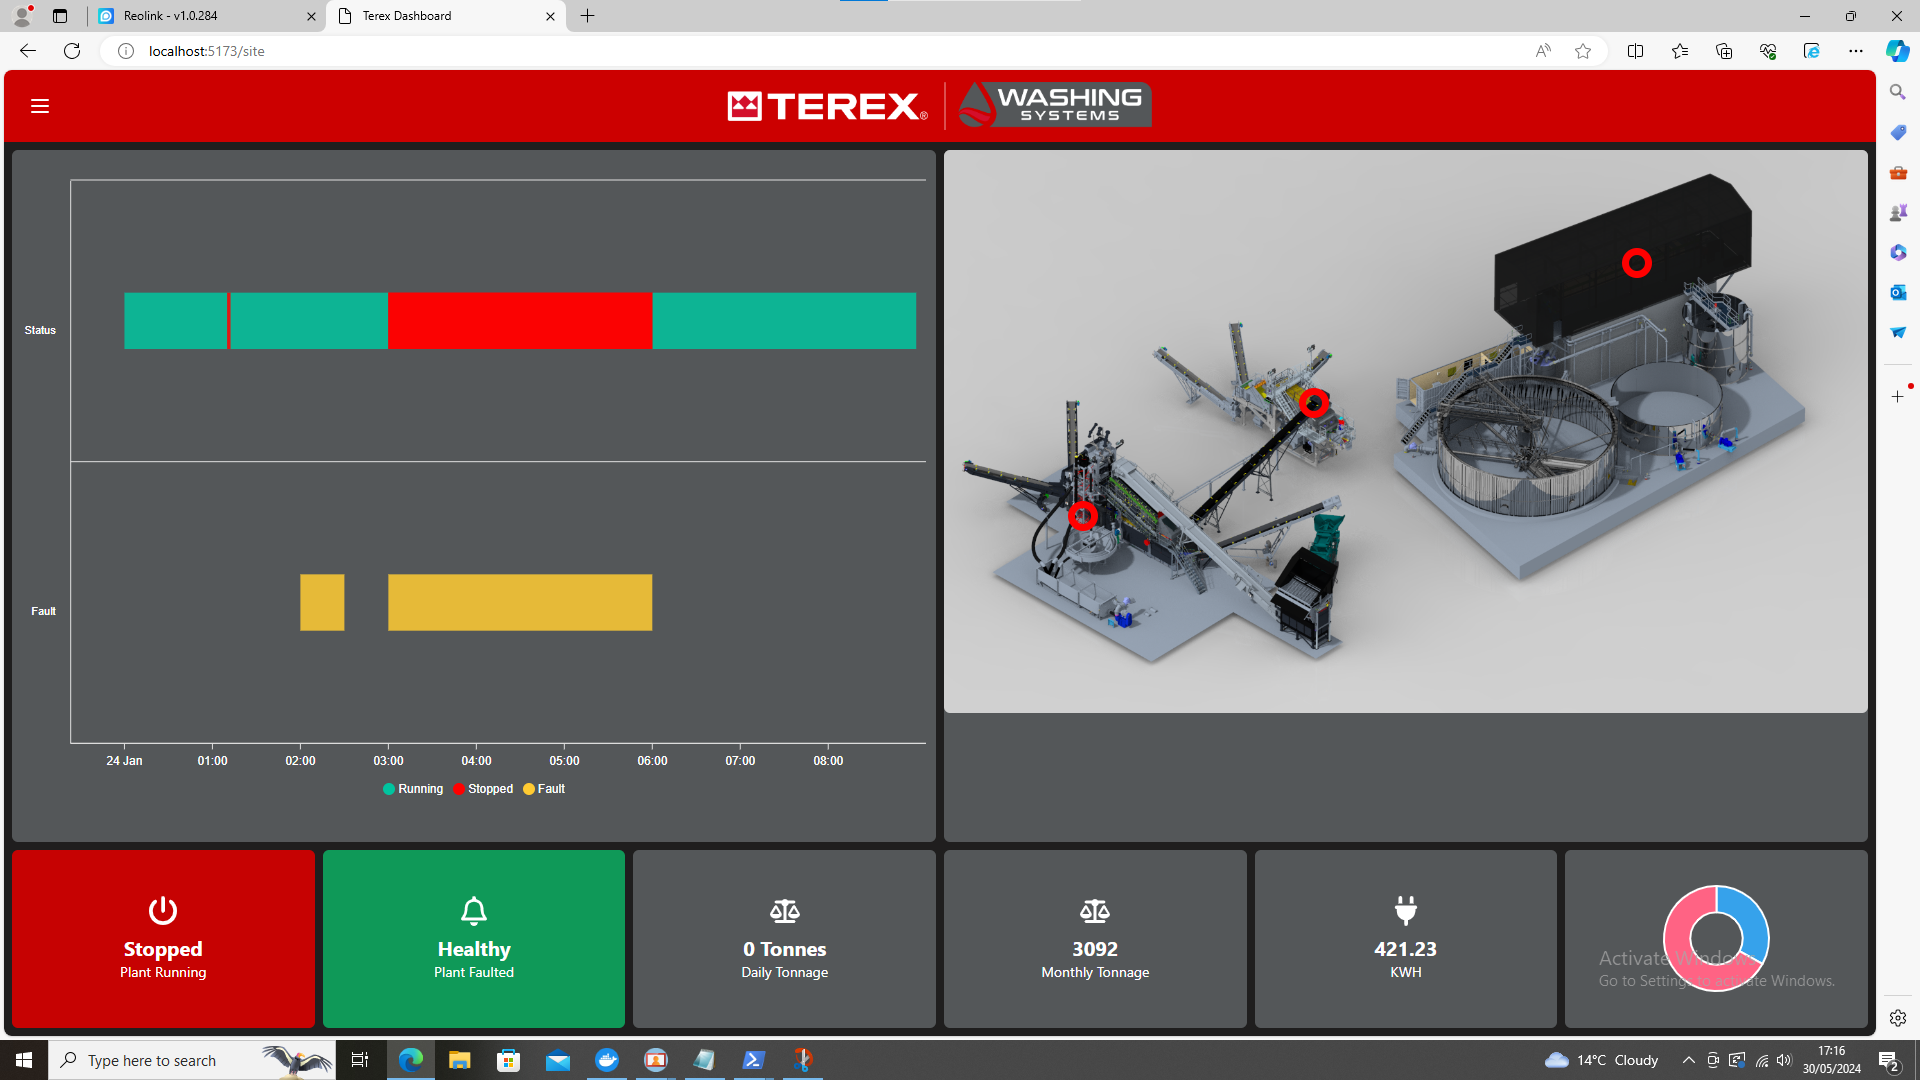 Reolink - v1.0.284
Terex Dashboard
localhost:5173/site
TEREX®
WASHING
SYSTEMS
Status
Fault
24 Jan
01:00
02:00
03:00
04:00
05:00
06:00
07:00
08:00
Running
Stopped
Fault
Stopped
Plant Running
Healthy
Plant Faulted
0 Tonnes
Daily Tonnage
3092
Monthly Tonnage
421.23
KWH
Activate Windows
Go to Settings to activate Windows.
Type here to search
14°C Cloudy
17:16
30/05/2024
2